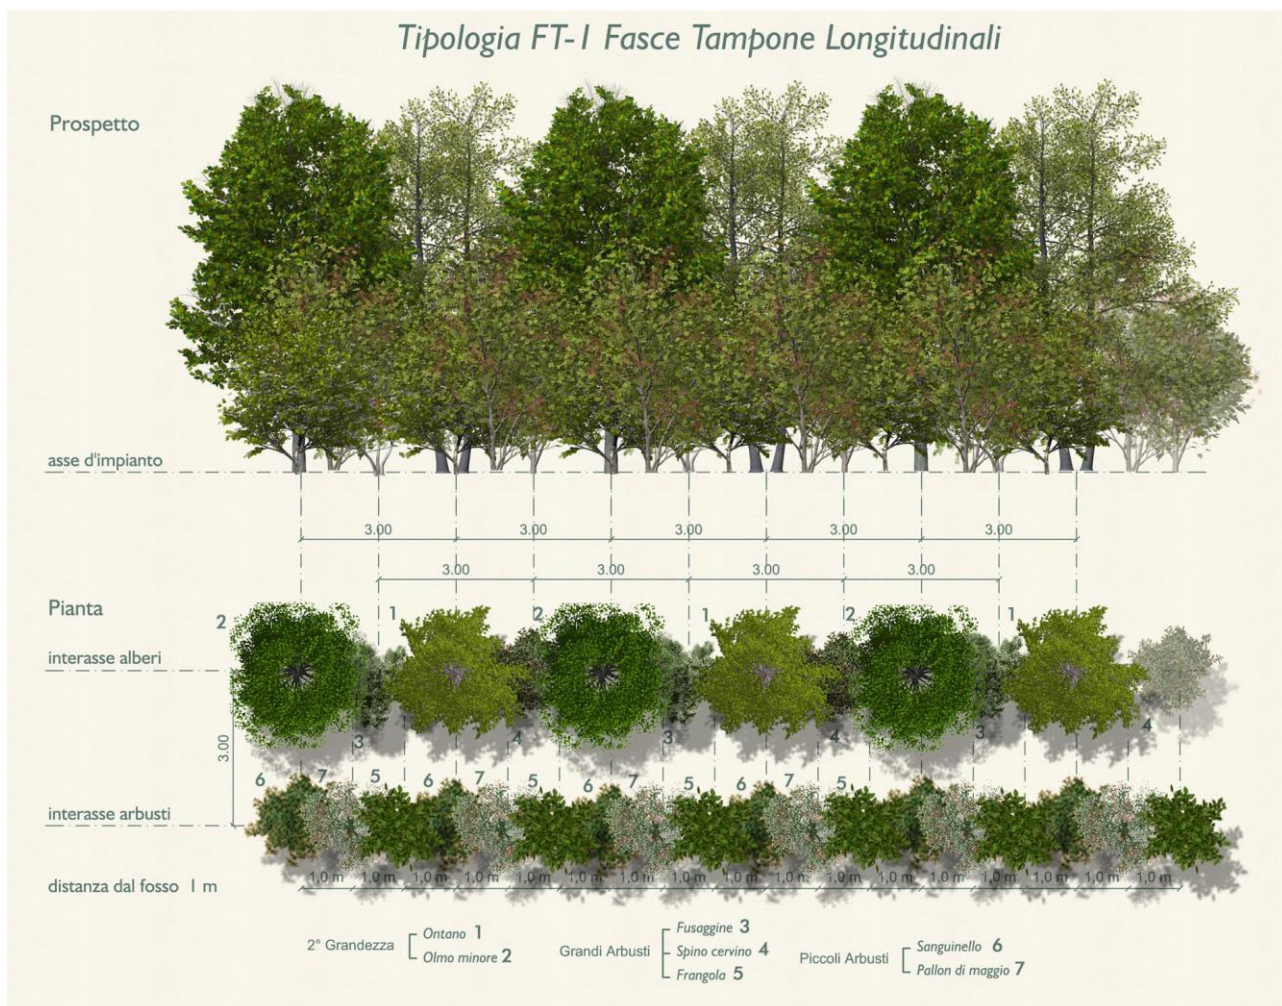 Tipologia FT-1 Fasce Tampone Longitudinali
Prospetto
asse d'impianto
3.00 3.00 3.00 3.00 3.00
3.00 3.00 3.00 3.00
Pianta
2 1 2 1 2 1
interasse alberi
3.00
3 4 3 4 3 4
6 7 5 6 7 5 6 7 5 6 7 5
interasse arbusti
distanza dal fosso 1 m
1,0 m 1,0 m 1,0 m 1,0 m 1,0 m 1,0 m 1,0 m 1,0 m 1,0 m 1,0 m 1,0 m 1,0 m 1,0 m 1,0 m 1,0 m 1,0 m 1,0 m
2° Grandezza
Ontano 1
Olmo minore 2
Grandi Arbusti
Fusaggine 3
Spino cervino 4
Frangola 5
Piccoli Arbusti
Sanguinello 6
Pallon di maggio 7